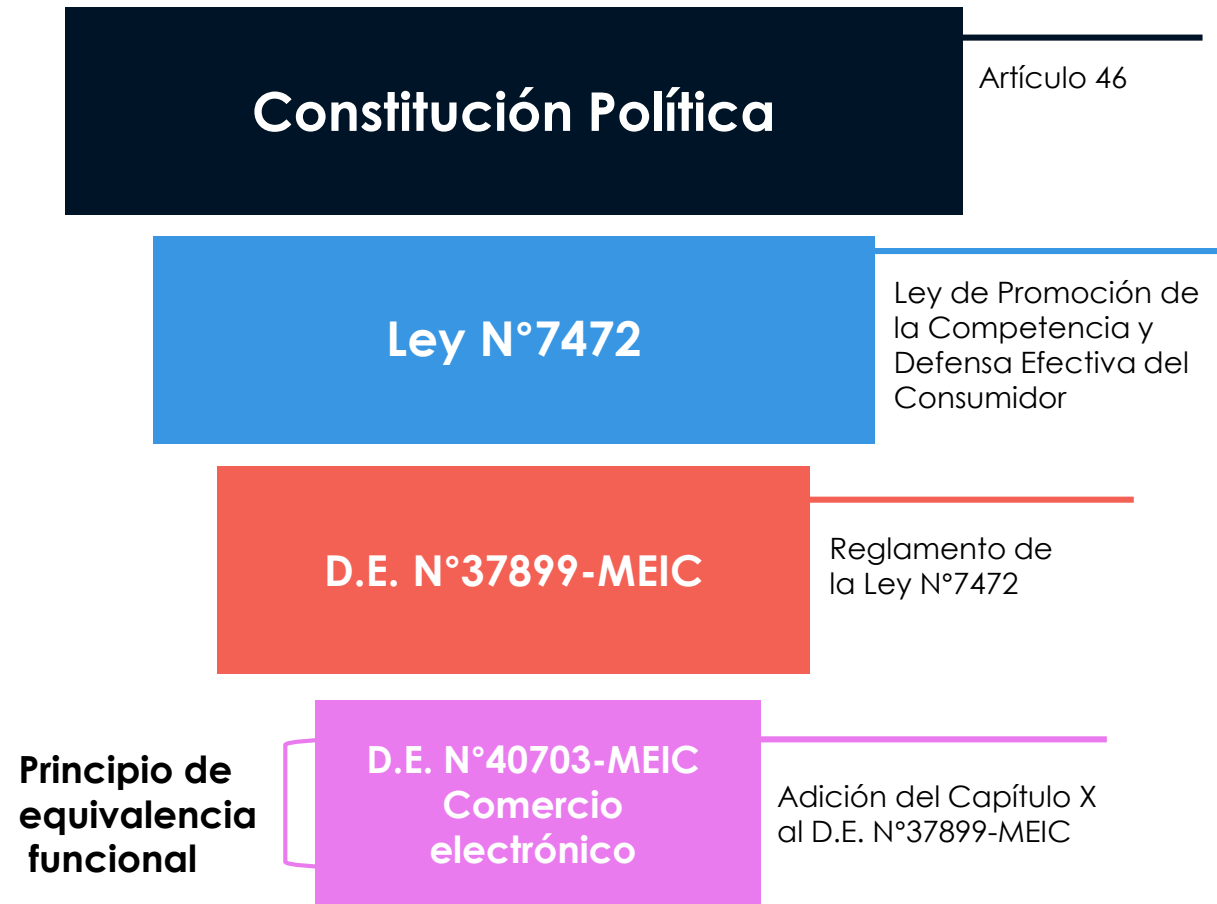 Constitución Política
Artículo 46
Ley N°7472
Ley de Promoción de
la Competencia y
Defensa Efectiva del
Consumidor
D.E. N°37899-MEIC
Reglamento de
la Ley N°7472
Principio de
equivalencia
funcional
D.E. N°40703-MEIC
Comercio
electrónico
Adición del Capítulo X
al D.E. N°37899-MEIC